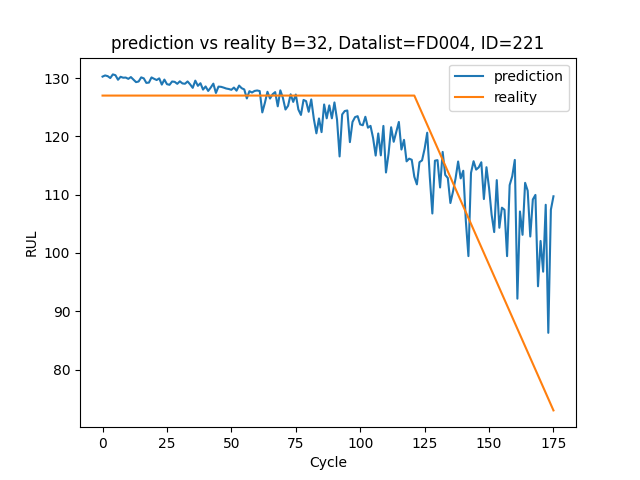 prediction vs reality B=32, Datalist=FD004, ID=221
prediction
reality
RUL
130
120
110
100
90
80
0 25 50 75 100 125 150 175
Cycle